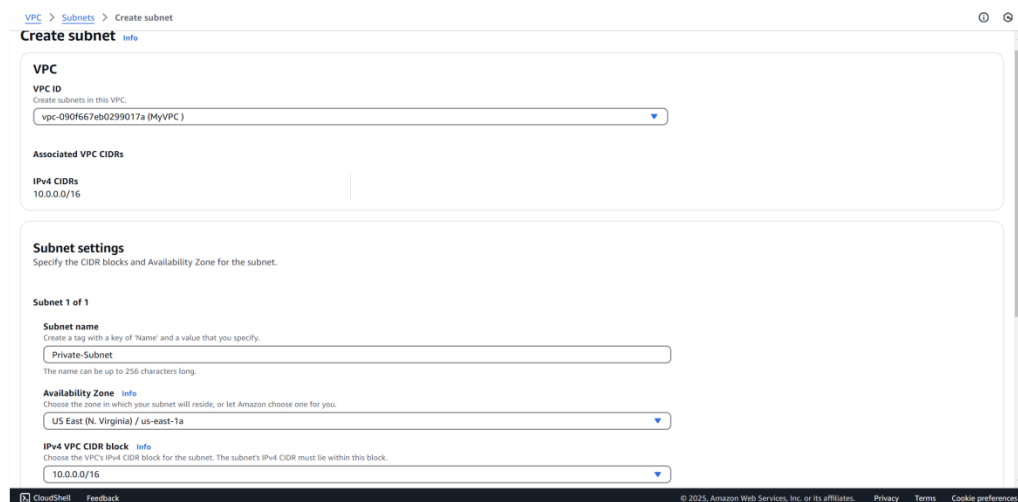 VPC > Subnets > Create subnet
Create subnet Info
VPC
VPC ID
Create subnets in this VPC.
vpc-090f667eb0299017a (MyVPC )
Associated VPC CIDRs
IPv4 CIDRs
10.0.0.0/16
Subnet settings
Specify the CIDR blocks and Availability Zone for the subnet.
Subnet 1 of 1
Subnet name
Create a tag with a key of 'Name' and a value that you specify.
Private-Subnet
The name can be up to 256 characters long.
Availability Zone Info
Choose the zone in which your subnet will reside, or let Amazon choose one for you.
US East (N. Virginia) / us-east-1a
IPv4 VPC CIDR block Info
Choose the VPC's IPv4 CIDR block for the subnet. The subnet's IPv4 CIDR must lie within this block.
10.0.0.0/16
CloudShell Feedback © 2025, Amazon Web Services, Inc. or its affiliates. Privacy Terms Cookie preferences